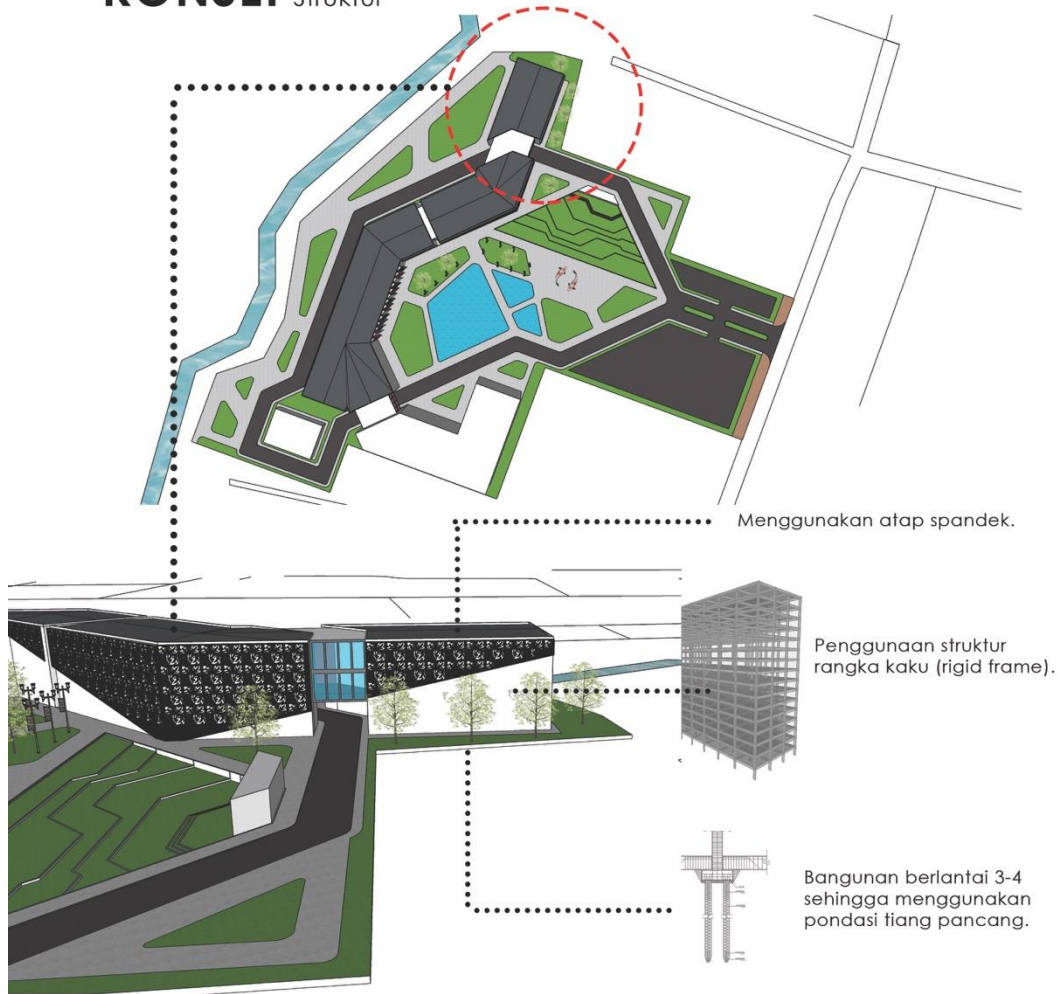 KONSEP Struktur
Menggunakan atap spandek.
Penggunaan struktur
rangka kaku (rigid frame).
Bangunan berlantai 3-4
sehingga menggunakan
pondasi tiang pancang.